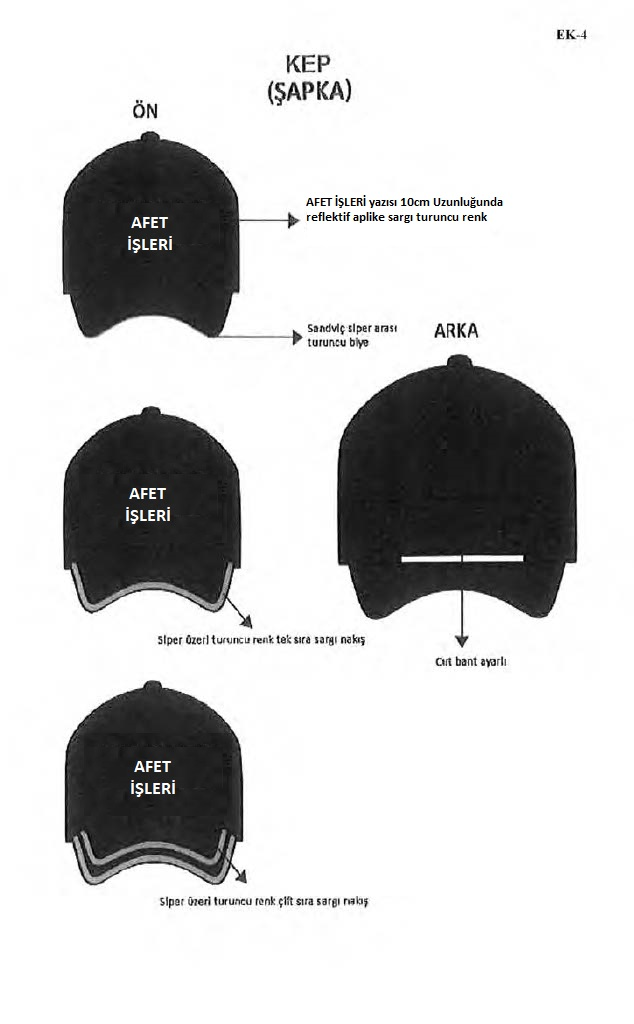 EK-4
KEP
(ŞAPKA)
ÖN
AFET
İŞLERİ
AFET İŞLERİ yazısı 10cm Uzunluğunda
reflektif aplike sargı turuncu renk
Sandviç siper arası
turuncu biye
ARKA
AFET
İŞLERİ
Siper üzeri turuncu renk tek sıra sargı nakış
Cırt bant ayarlı
AFET
İŞLERİ
Siper üzeri turuncu renk çift sıra sargı nakış